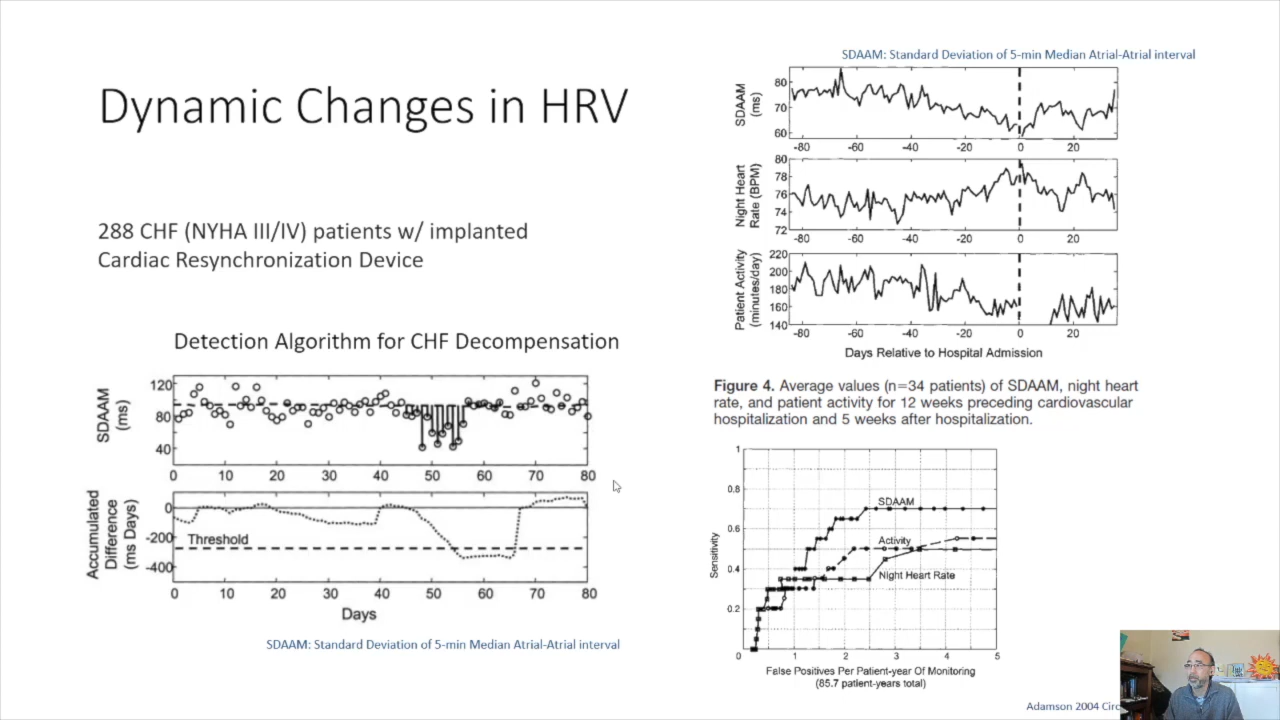 Dynamic Changes in HRV
288 CHF (NYHA III/IV) patients w/ implanted
Cardiac Resynchronization Device
Detection Algorithm for CHF Decompensation
SDAAM
(ms)
120
80
40
0 10 20 30 40 50 60 70 80
Accumulated
Difference
(ms Days)
0
-200
-400
Threshold
0 10 20 30 40 50 60 70 80
Days
SDAAM: Standard Deviation of 5-min Median Atrial-Atrial interval
SDAAM: Standard Deviation of 5-min Median Atrial-Atrial interval
SDAAM
(ms)
80
70
60
-80 -60 -40 -20 0 20
Night Heart
Rate (BPM)
80
78
76
74
72
-80 -60 -40 -20 0 20
Patient Activity
(minutes/day)
220
200
180
160
140
-80 -60 -40 -20 0 20
Days Relative to Hospital Admission
Figure 4. Average values (n=34 patients) of SDAAM, night heart
rate, and patient activity for 12 weeks preceding cardiovascular
hospitalization and 5 weeks after hospitalization.
Sensitivity
1
0.8
0.6
0.4
0.2
SDAAM
Activity
Night Heart Rate
0 1 2 3 4 5
False Positives Per Patient-year Of Monitoring
(85.7 patient-years total)
Adamson 2004 Circ